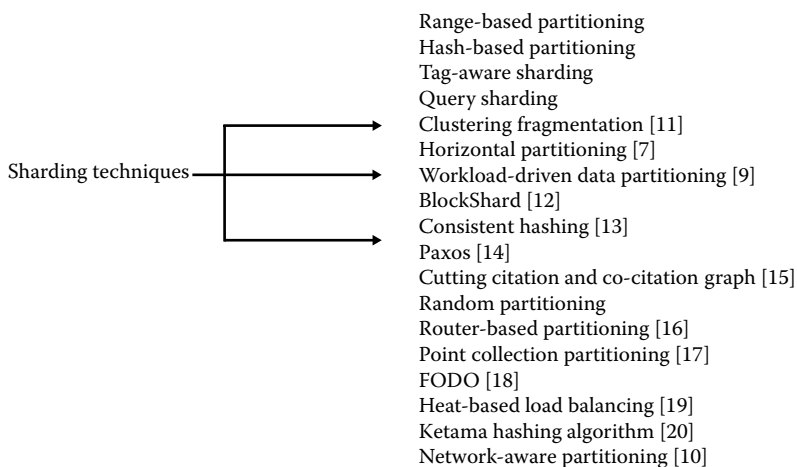 Range-based partitioning
Hash-based partitioning
Tag-aware sharding
Query sharding
Clustering fragmentation [11]
Horizontal partitioning [7]
Sharding techniques
Workload-driven data partitioning [9]
BlockShard [12]
Consistent hashing [13]
Paxos [14]
Cutting citation and co-citation graph [15]
Random partitioning
Router-based partitioning [16]
Point collection partitioning [17]
FODO [18]
Heat-based load balancing [19]
Ketama hashing algorithm [20]
Network-aware partitioning [10]